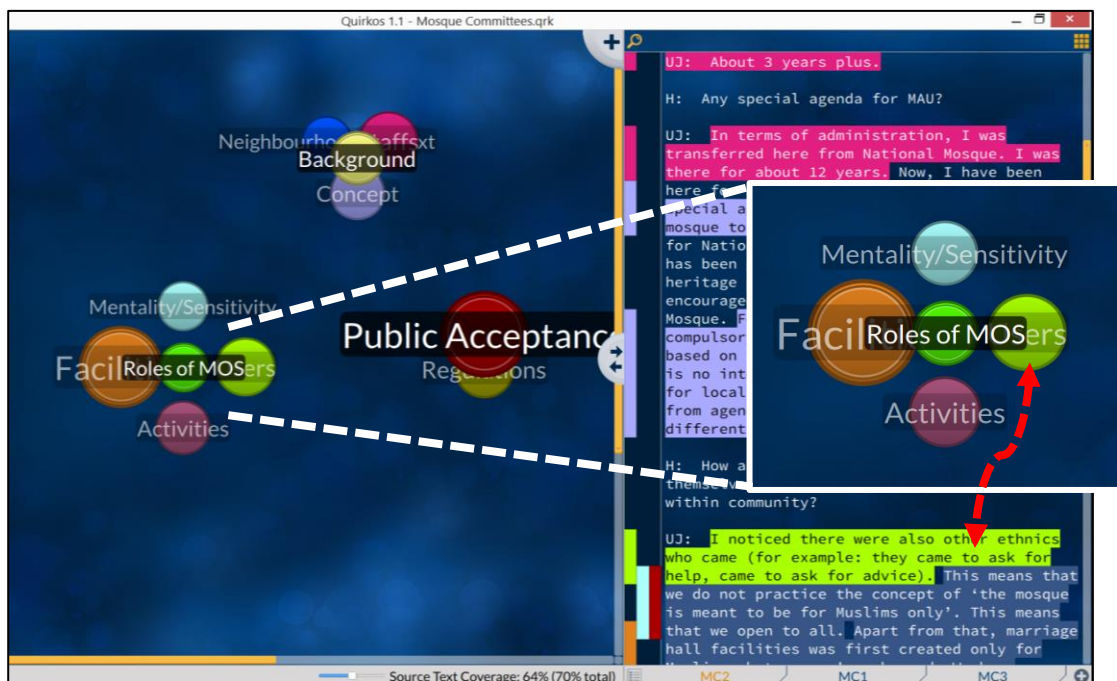 Quirkos 1.1 - Mosque Committees.qrk
Background
Concept
Mentality/Sensitivity
Roles of MOS
Activities
Public Acceptance
UJ: About 3 years plus.
H: Any special agenda for MAU?
UJ: In terms of administration, I was
transferred here from National Mosque. I was
there for about 12 years. Now, I have been
here
special
mosque to
for
has been
heritage
encourage
Mosque.
based on
is no
for local
from
different
Mentality/Sensitivity
Roles of MOS
Activities
H: How
within community?
UJ: I noticed there were also other ethnics
who came (for example: they came to ask for
help, came to ask for advice). This means that
we do not practice the concept of ‘the mosque
is meant to be for Muslims only’. This means
that we open to all. Apart from that, marriage
hall facilities was first created only for
Source Text Coverage: 64% (70% total)
MC2
MC1
MC3